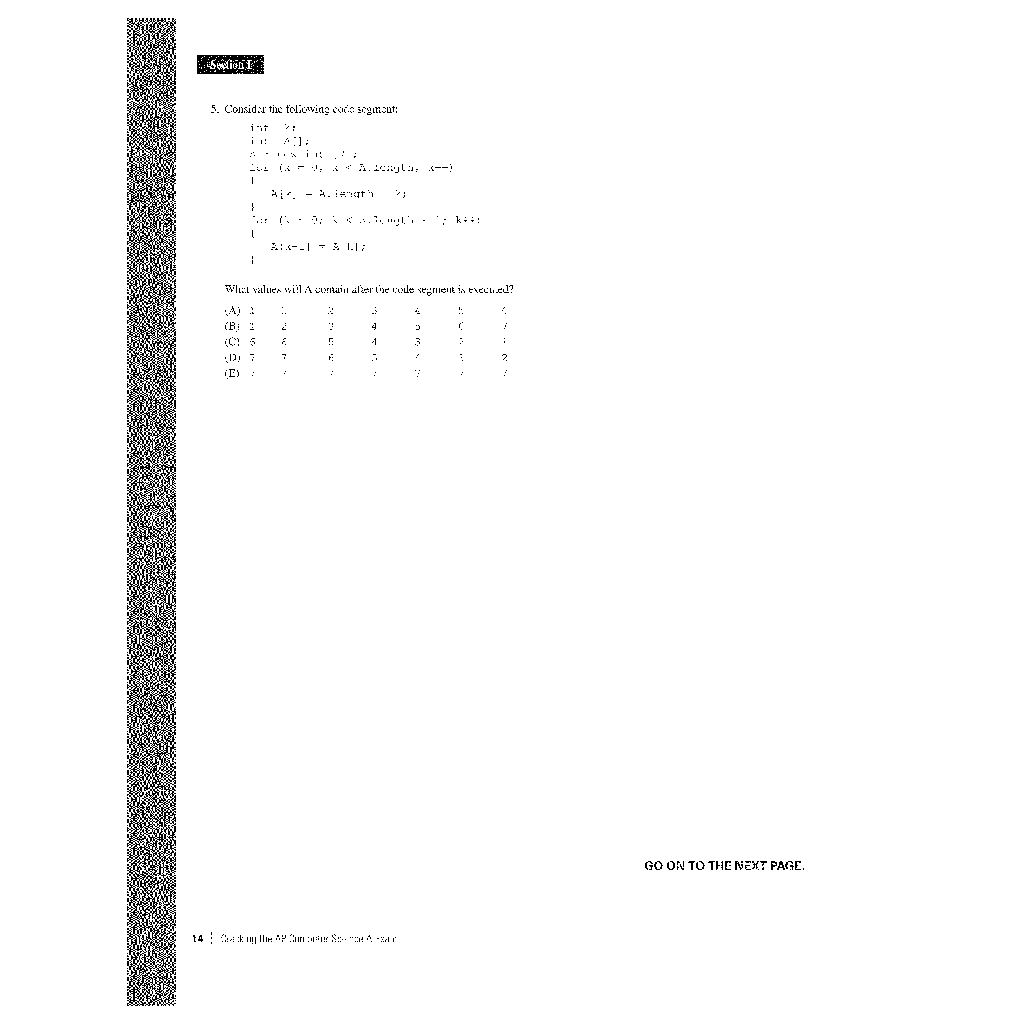 Section I
5. Consider the following code segment:
int k;
int A[];
for (k = 0; k < A.length; k++)
{
A[k] = A.length - k;
}
for (k = 0; k < A.length - 1; k++)
{
A[k+1] = A[k];
}
What values will A contain after the code segment is executed?
(A) 1 1 2 3 4 5 6
(B) 1 2 3 4 5 6 7
(C) 6 6 5 4 3 2 1
(D) 7 7 6 5 4 3 2
(E) 7 7 7 7 7 7 7
GO ON TO THE NEXT PAGE.
14 | Cracking the AP Computer Science A Exam